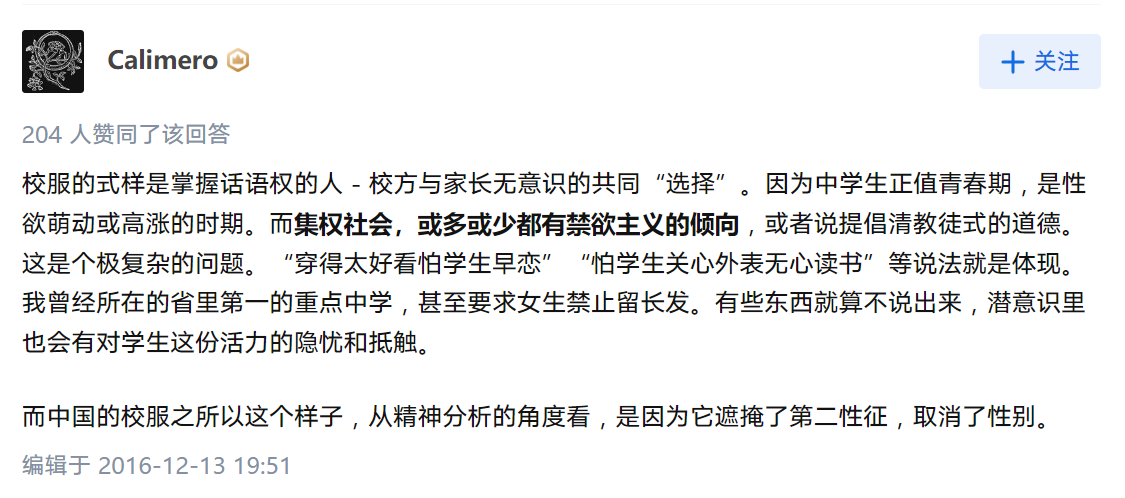 Calimero
+ 关注
204 人赞同了该回答
校服的式样是掌握话语权的人 - 校方与家长无意识的共同“选择”。因为中学生正值青春期，是性
欲萌动或高涨的时期。而集权社会，或多或少都有禁欲主义的倾向，或者说提倡清教徒式的道德。
这是个极复杂的问题。“穿得太好看怕学生早恋”“怕学生关心外表无心读书”等说法就是体现。
我曾经所在的省里第一的重点中学，甚至要求女生禁止留长发。有些东西就算不说出来，潜意识里
也会有对学生这份活力的隐忧和抵触。
而中国的校服之所以这个样子，从精神分析的角度看，是因为它遮掩了第二性征，取消了性别。
编辑于 2016-12-13 19:51